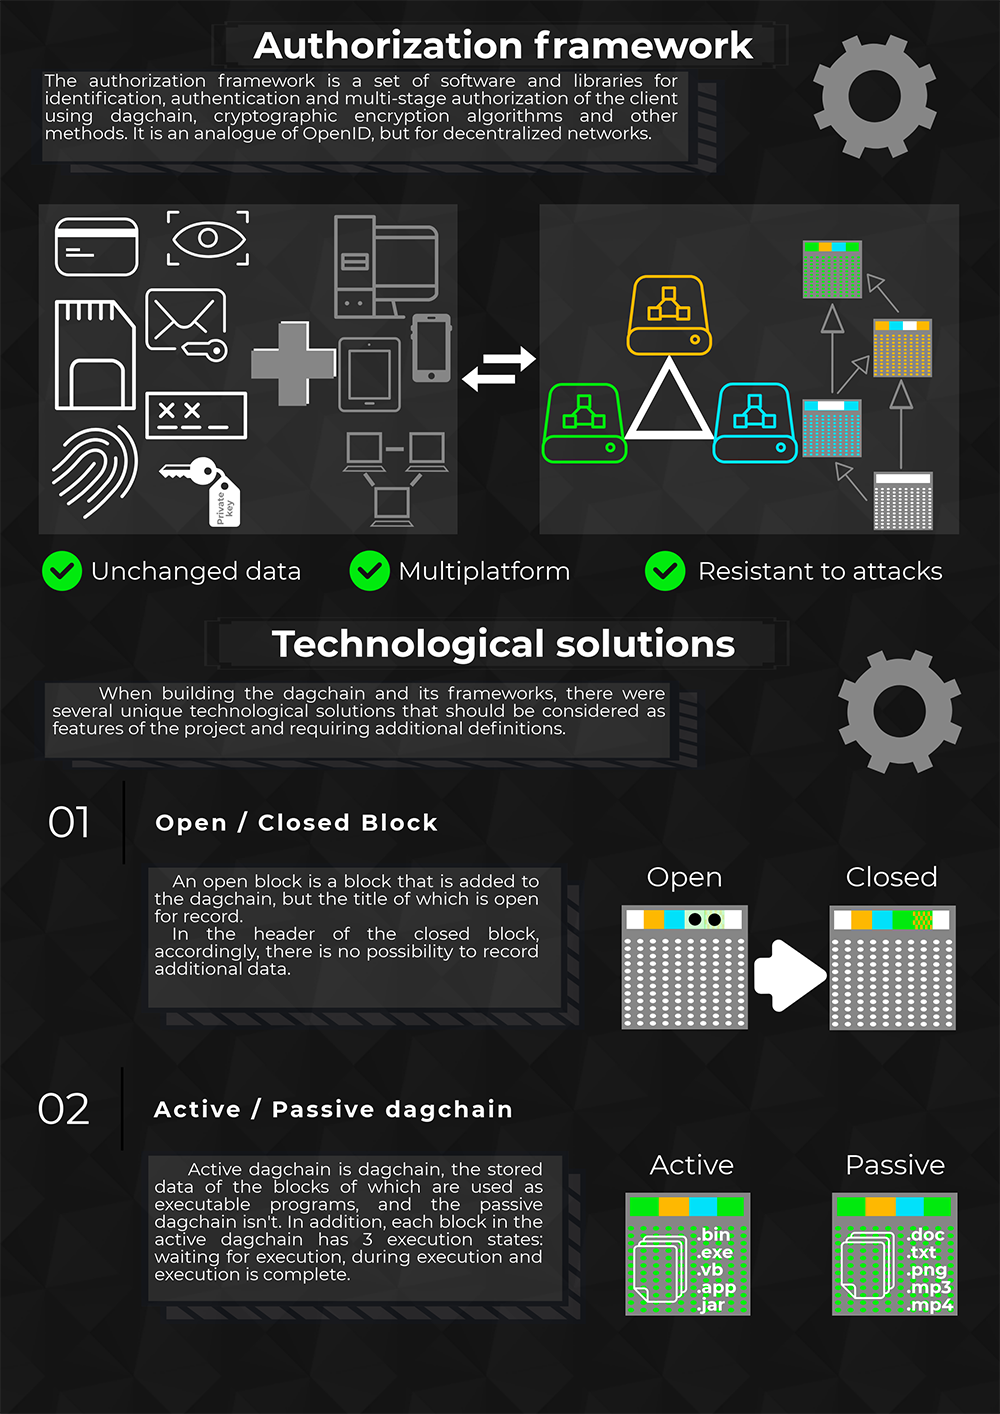 Authorization framework
The authorization framework is a set of software and libraries for
identification, authentication and multi-stage authorization of the client
using dagchain, cryptographic encryption algorithms and other
methods. It is an analogue of OpenID, but for decentralized networks.
XX
Private
key
Unchanged data
Multiplatform
Resistant to attacks
Technological solutions
When building the dagchain and its frameworks, there were
several unique technological solutions that should be considered as
features of the project and requiring additional definitions.
01
Open / Closed Block
An open block is a block that is added to
the dagchain, but the title of which is open
for record.
In the header of the closed block,
accordingly, there is no possibility to record
additional data.
Open
Closed
02
Active / Passive dagchain
Active dagchain is dagchain, the stored
data of the blocks of which are used as
executable programs, and the passive
dagchain isn't. In addition, each block in the
active dagchain has 3 execution states:
waiting for execution, during execution and
execution is complete.
Active
.bin
.exe
.vb
.app
.jar
Passive
.doc
.txt
.png
.mp3
.mp4